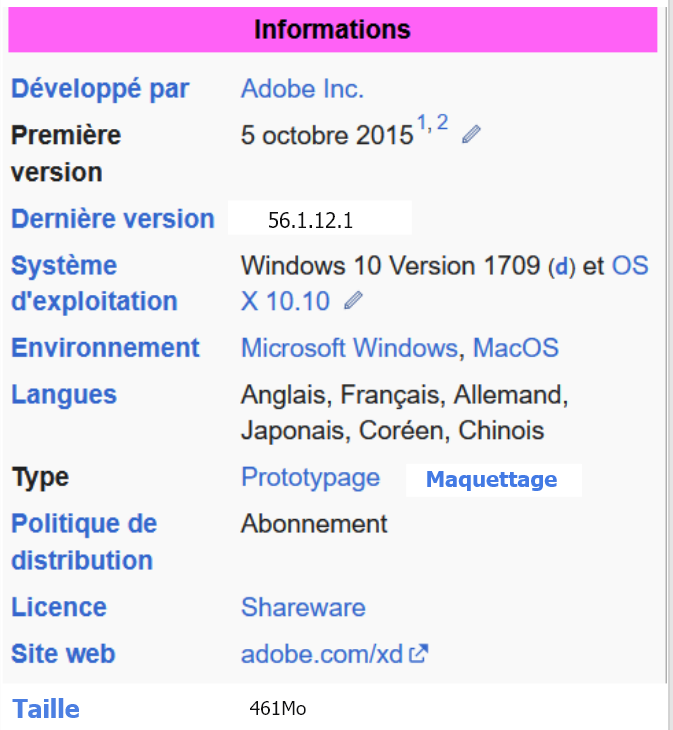 Informations
Développé par Adobe Inc.
Première 5 octobre 2015 1, 2
version
Dernière version 56.1.12.1
Système Windows 10 Version 1709 (d) et OS
d'exploitation X 10.10
Environnement Microsoft Windows, MacOS
Langues Anglais, Français, Allemand,
Japonais, Coréen, Chinois
Type Prototypage Maquettage
Politique de Abonnement
distribution
Licence Shareware
Site web adobe.com/xd
Taille 461Mo